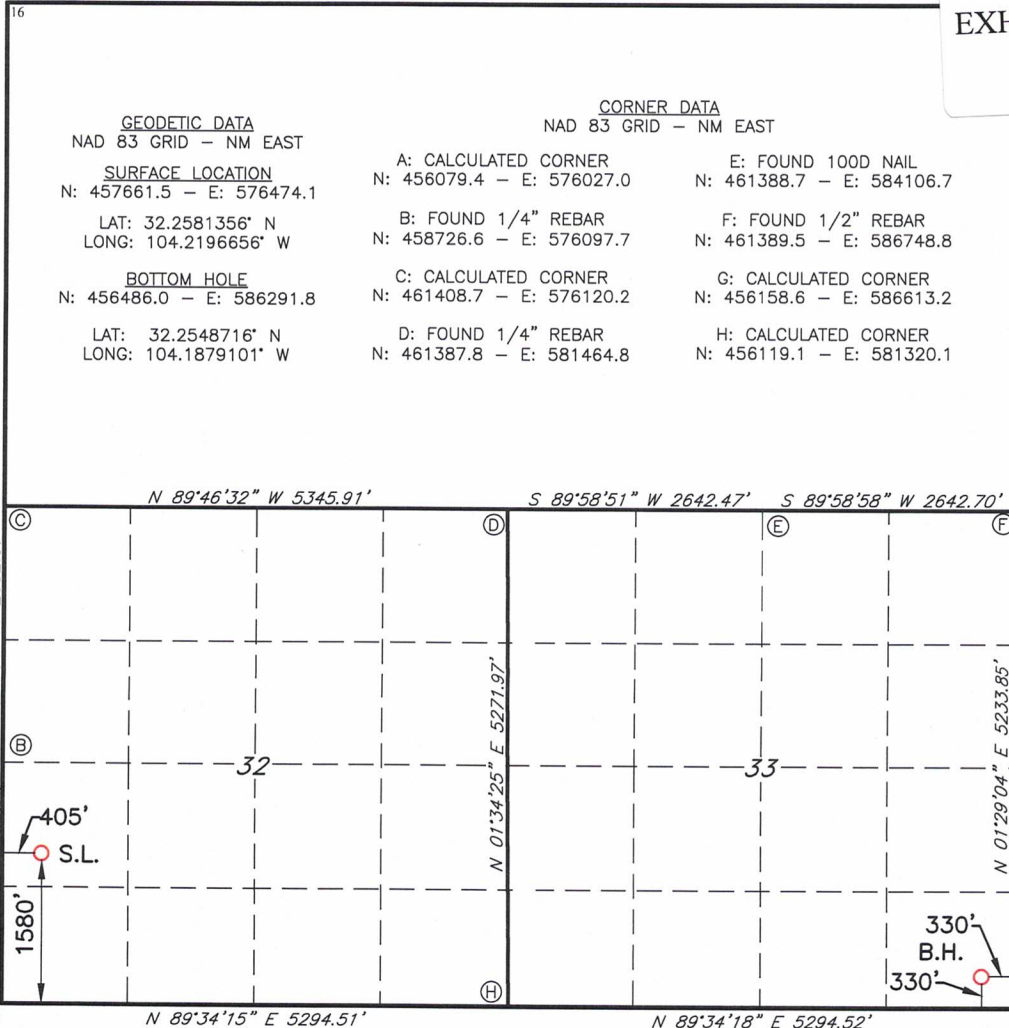 16
EXH
GEODETIC DATA
NAD 83 GRID – NM EAST
SURFACE LOCATION
N: 457661.5 – E: 576474.1
LAT: 32.2581356° N
LONG: 104.2196656° W
BOTTOM HOLE
N: 456486.0 – E: 586291.8
LAT: 32.2548716° N
LONG: 104.1879101° W
CORNER DATA
NAD 83 GRID – NM EAST
A: CALCULATED CORNER
N: 456079.4 – E: 576027.0
B: FOUND 1/4" REBAR
N: 458726.6 – E: 576097.7
C: CALCULATED CORNER
N: 461408.7 – E: 576120.2
D: FOUND 1/4" REBAR
N: 461387.8 – E: 581464.8
E: FOUND 100D NAIL
N: 461388.7 – E: 584106.7
F: FOUND 1/2" REBAR
N: 461389.5 – E: 586748.8
G: CALCULATED CORNER
N: 456158.6 – E: 586613.2
H: CALCULATED CORNER
N: 456119.1 – E: 581320.1
N 89°46'32" W 5345.91'
S 89°58'51" W 2642.47'
S 89°58'58" W 2642.70'
C
D
E
F
N 01°34'25" E 5271.97'
N 01°29'04" E 5233.85'
B
32
33
405'
S.L.
1580'
330'
B.H.
330'
H
N 89°34'15" E 5294.51'
N 89°34'18" E 5294.52'